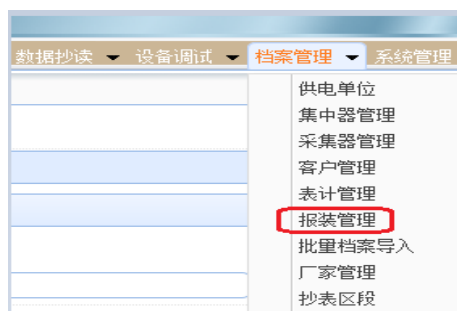 数据抄读 设备调试 档案管理 系统管理
供电单位
集中器管理
采集器管理
客户管理
表计管理
报装管理
批量档案导入
厂家管理
抄表区段